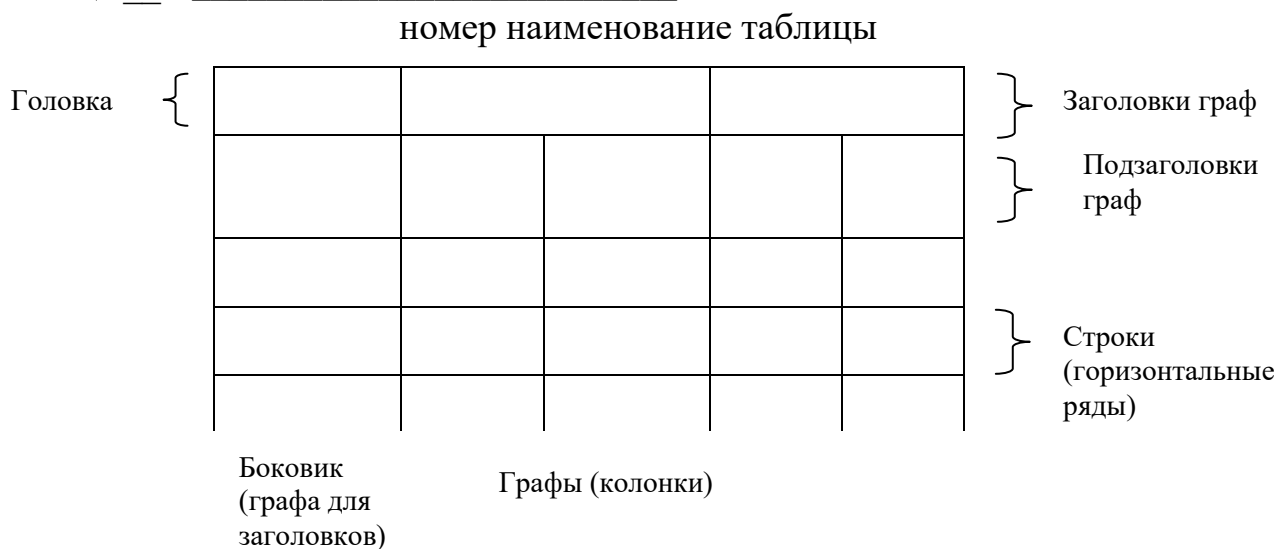 номер наименование таблицы
Головка
Заголовки граф
Подзаголовки
граф
Строки
(горизонтальные
ряды)
Боковик
(графа для
заголовков)
Графы (колонки)